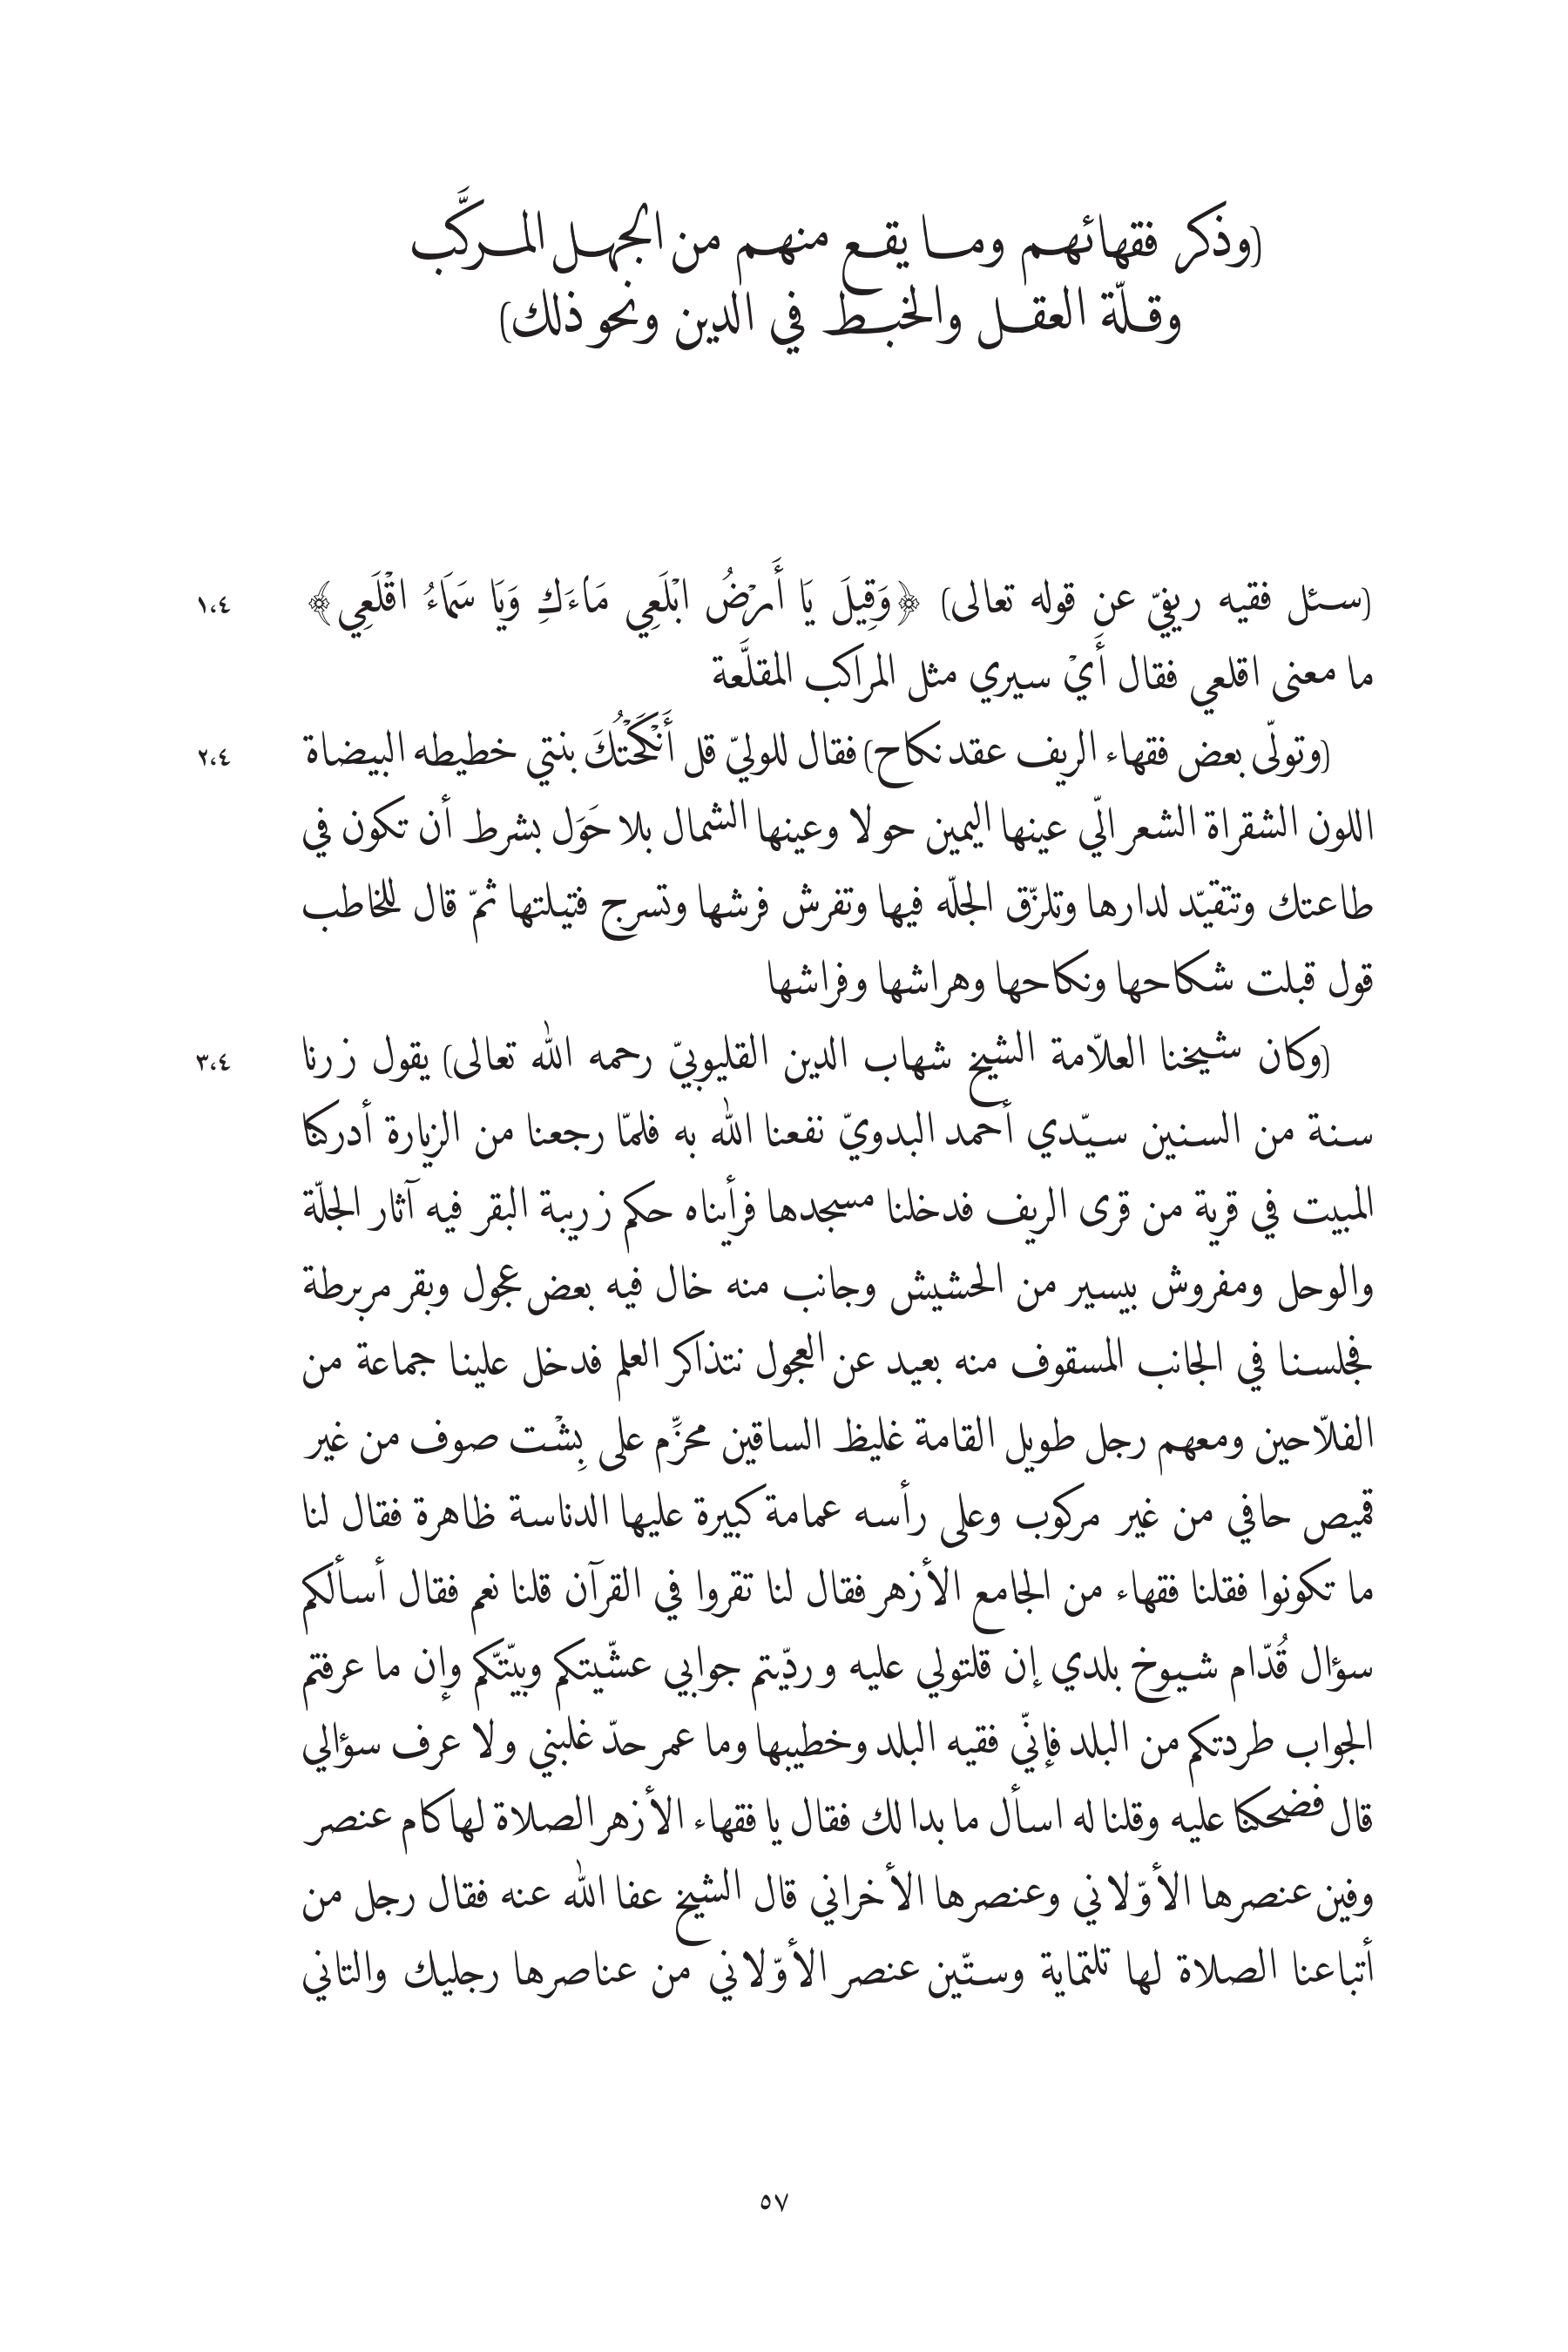 (وذكر فقهائهم وما يقع منهم من الجهل المركَّب
وقلّة العقل والخبط في الدين ونحو ذلك)
(سئل فقيه ريفيّ عن قوله تعالى) ﴿وَقِيلَ يَا أَرْضُ ابْلَعِي مَاءَكِ وَيَا سَمَاءُ اقْلَعِي﴾ ١،٤
ما معنى اقلعي فقال أَيْ سيري مثل المراكب المقلَّعة
(وتولّى بعض فقهاء الريف عقد نكاح) فقال للوليّ قل أَنْكَحْتُكَ بنتي خطيطه البيضاة ٢،٤
اللون الشقراة الشعر الّي عينها اليمين حولا وعينها الشمال بلا حَوَل بشرط أن تكون في
طاعتك وتتقيّد لدارها وتلزّق الجلّه فيها وتفرش فرشها وتسرج فتيلتها ثمّ قال للخاطب
قول قبلت شكاحها ونكاحها وهراشها وفراشها
(وكان شيخنا العلّامة الشيخ شهاب الدين القليوبيّ رحمه الله تعالى) يقول زرنا ٣،٤
سنة من السنين سيّدي أحمد البدويّ نفعنا الله به فلمّا رجعنا من الزيارة أدركنا
المبيت في قرية من قرى الريف فدخلنا مسجدها فرأيناه حكم زريبة البقر فيه آثار الجلّة
والوحل ومفروش بيسير من الحشيش وجانب منه خال فيه بعض عجول وبقر مربرطة
فجلسنا في الجانب المسقوف منه بعيد عن العجول نتذاكر العلم فدخل علينا جماعة من
الفلّاحين ومعهم رجل طويل القامة غليظ الساقين محزِّم على بِشْت صوف من غير
قميص حافي من غير مركوب وعلى رأسه عمامة كبيرة عليها الدناسة ظاهرة فقال لنا
ما تكونوا فقلنا فقهاء من الجامع الأزهر فقال لنا تقروا في القرآن قلنا نعم فقال أسألكم
سؤال قُدّام شيوخ بلدي إن قلتولي عليه وردّيتم جوابي عشّيتكم وبيّتّكم وإن ما عرفتم
الجواب طردتكم من البلد فإنّي فقيه البلد وخطيبها وما عمر حدّ غلبني ولا عرف سؤالي
قال فضحكنا عليه وقلنا له اسأل ما بدا لك فقال يا فقهاء الأزهر الصلاة لها كام عنصر
وفين عنصرها الأوّلاني وعنصرها الأخراني قال الشيخ عفا الله عنه فقال رجل من
أتباعنا الصلاة لها تلتماية وستّين عنصر الأوّلاني من عناصرها رجليك والتاني
٥٧